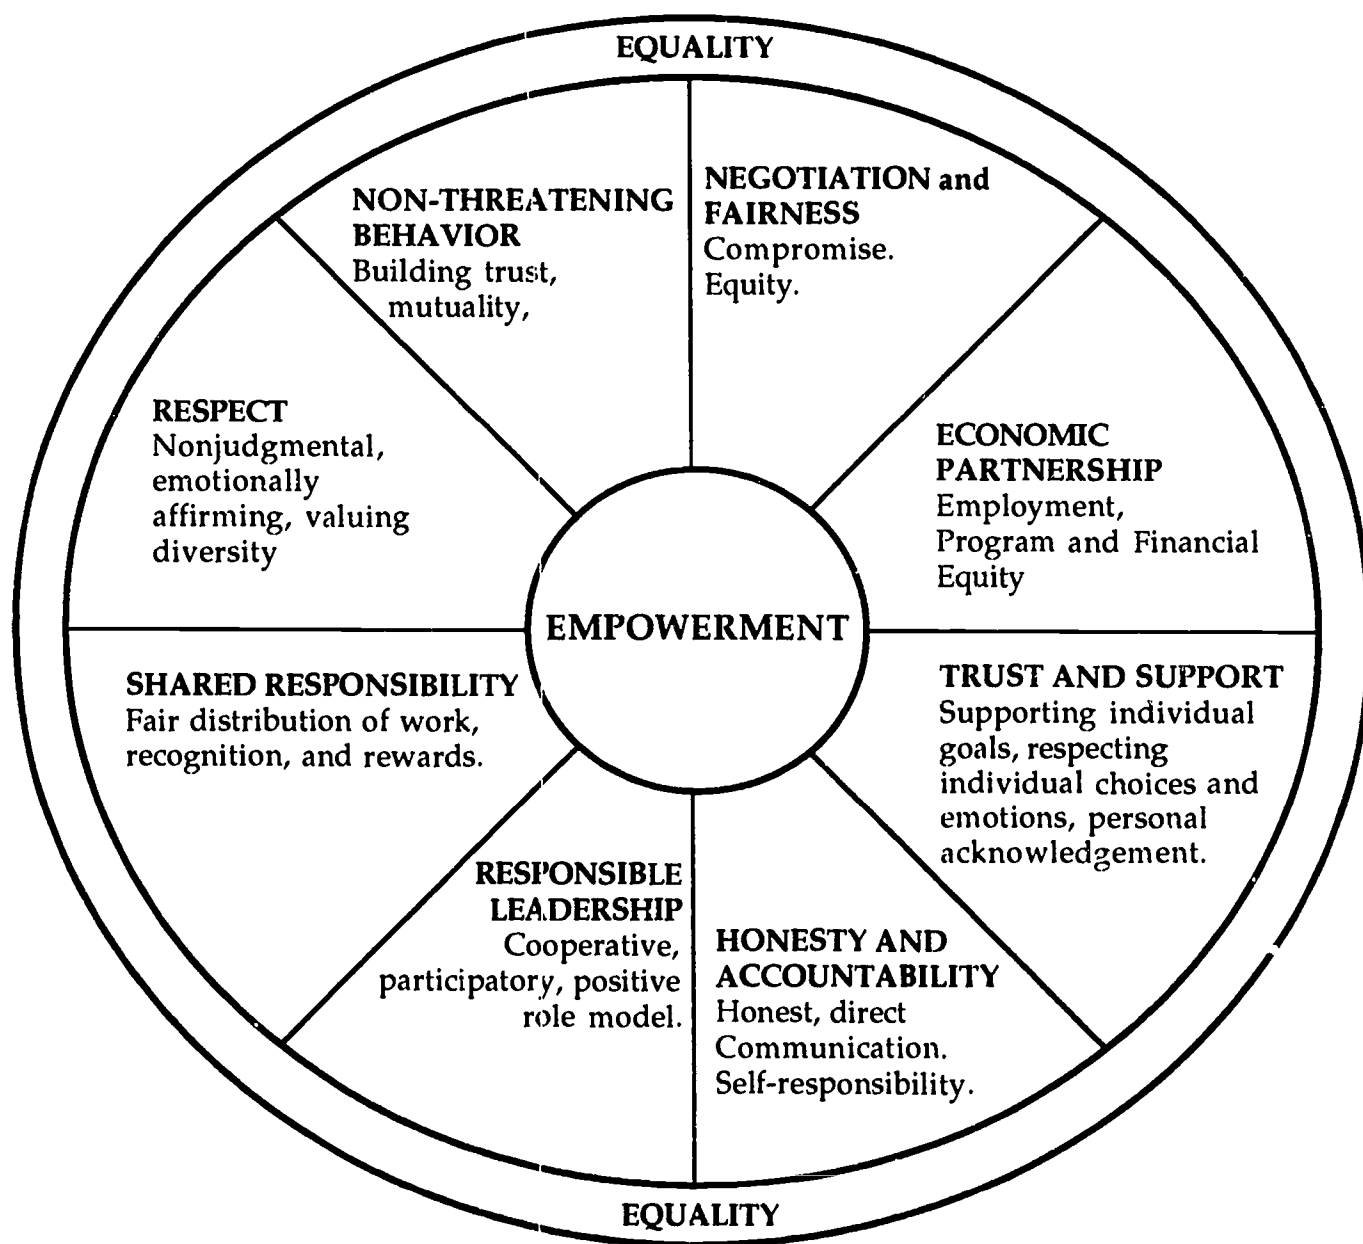 EQUALITY
NON-THREATENING
BEHAVIOR
Building trust,
mutuality,
NEGOTIATION and
FAIRNESS
Compromise.
Equity.
RESPECT
Nonjudgmental,
emotionally
affirming, valuing
diversity
ECONOMIC
PARTNERSHIP
Employment,
Program and Financial
Equity
EMPOWERMENT
SHARED RESPONSIBILITY
Fair distribution of work,
recognition, and rewards.
TRUST AND SUPPORT
Supporting individual
goals, respecting
individual choices and
emotions, personal
acknowledgement.
RESPONSIBLE
LEADERSHIP
Cooperative,
participatory, positive
role model.
HONESTY AND
ACCOUNTABILITY
Honest, direct
Communication.
Self-responsibility.
EQUALITY